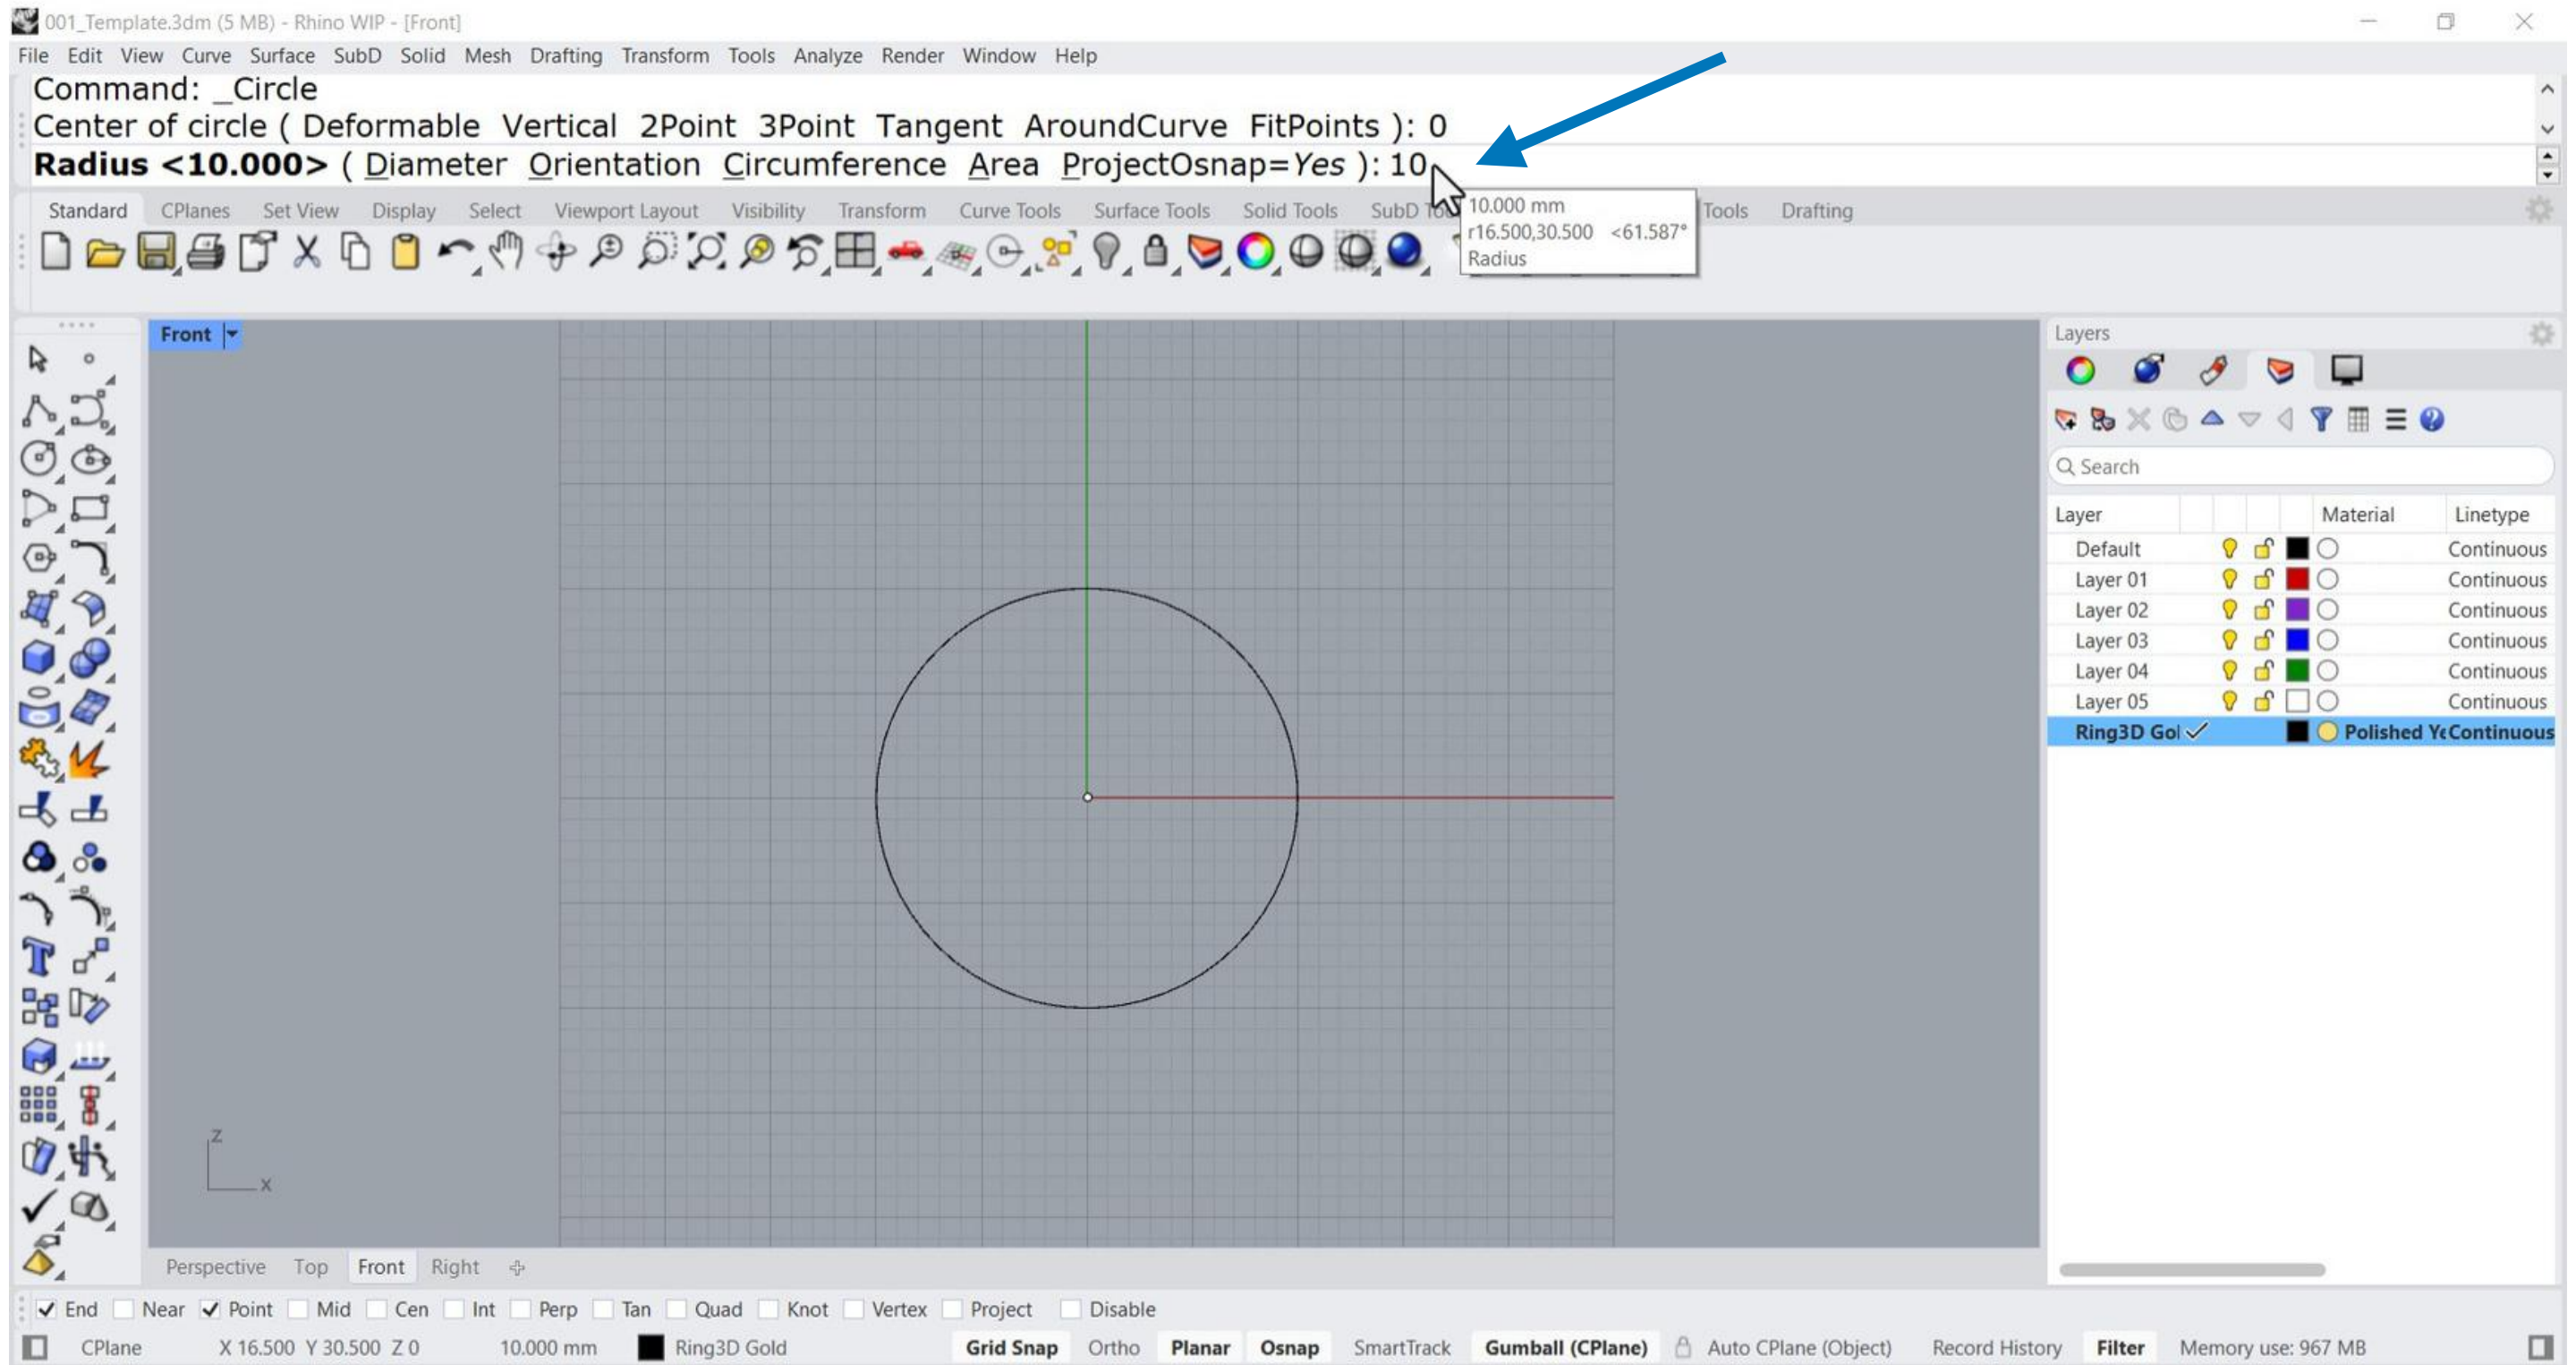 001_Template.3dm (5 MB) - Rhino WIP - [Front]
File Edit View Curve Surface SubD Solid Mesh Drafting Transform Tools Analyze Render Window Help
Command: _Circle
Center of circle ( Deformable Vertical 2Point 3Point Tangent AroundCurve FitPoints ): 0
Radius <10.000> ( Diameter Orientation Circumference Area ProjectOsnap=Yes ): 10
Standard CPlanes Set View Display Select Viewport Layout Visibility Transform Curve Tools Surface Tools Solid Tools SubD Tools Drafting
10.000 mm
r16.500,30.500 <61.587°
Radius
Front
Layers
Search
Layer Material Linetype
Default Continuous
Layer 01 Continuous
Layer 02 Continuous
Layer 03 Continuous
Layer 04 Continuous
Layer 05 Continuous
Ring3D Gol Polished Ye Continuous
z
x
Perspective Top Front Right
End Near Point Mid Cen Int Perp Tan Quad Knot Vertex Project Disable
CPlane X 16.500 Y 30.500 Z 0 10.000 mm Ring3D Gold Grid Snap Ortho Planar Osnap SmartTrack Gumball (CPlane) Auto CPlane (Object) Record History Filter Memory use: 967 MB